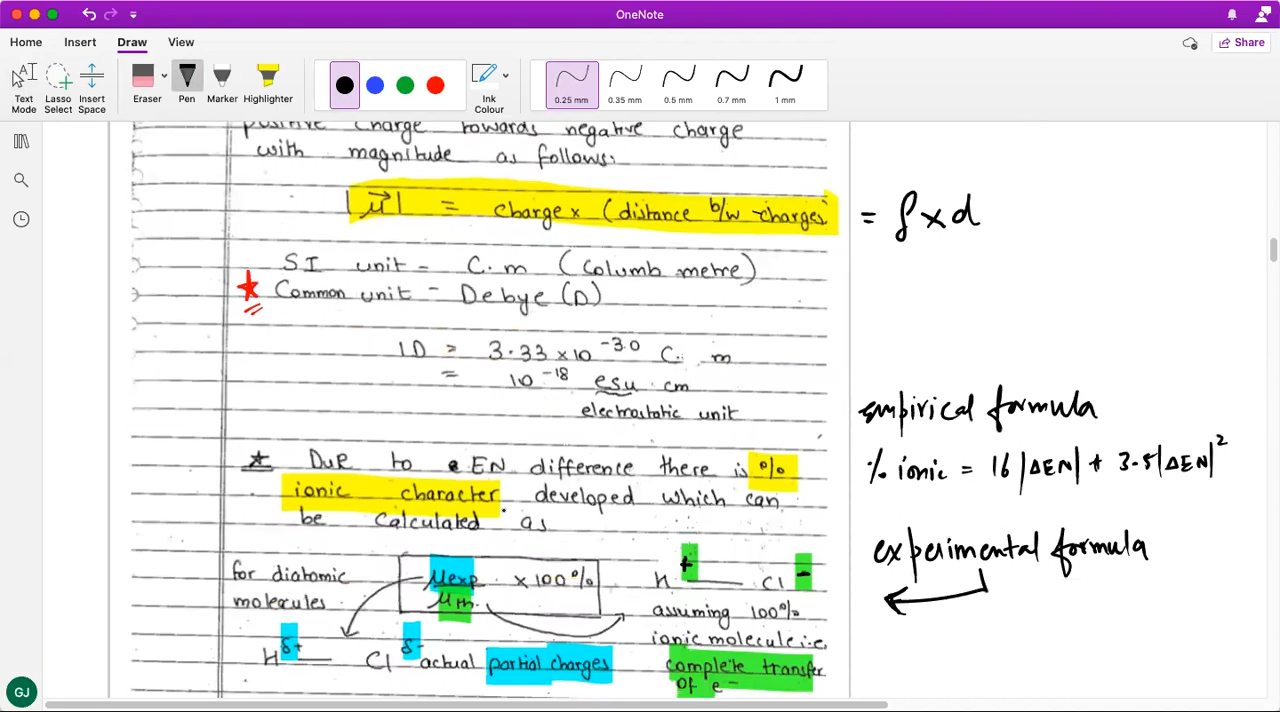 OneNote
Home Insert Draw View
Share
Text Mode
Lasso Select
Insert Space
Eraser
Pen
Marker
Highlighter
Ink Colour
0.25 mm
0.35 mm
0.5 mm
0.7 mm
1 mm
positive charge towards negative charge
with magnitude as follows:
|μ⃗| = charge x (distance b/w charges = q x d
SI unit = C.m (Columb metre)
★ Common unit - Debye (D)
1D = 3.33 x 10^-30 C. m
= 10^-18 esu cm
electrostatic unit
empirical formula
% ionic = 16|ΔEN| + 3.5|ΔEN|²
★ Due to EN difference there is %
ionic character developed which can
be calculated as
experimental formula
for diatomic molecules
μexp / μth x 100%
H + Cl -
assuming 100%
ionic molecule i.e.
complete transfer
of e-
H δ+ Cl δ- actual partial charges
GJ